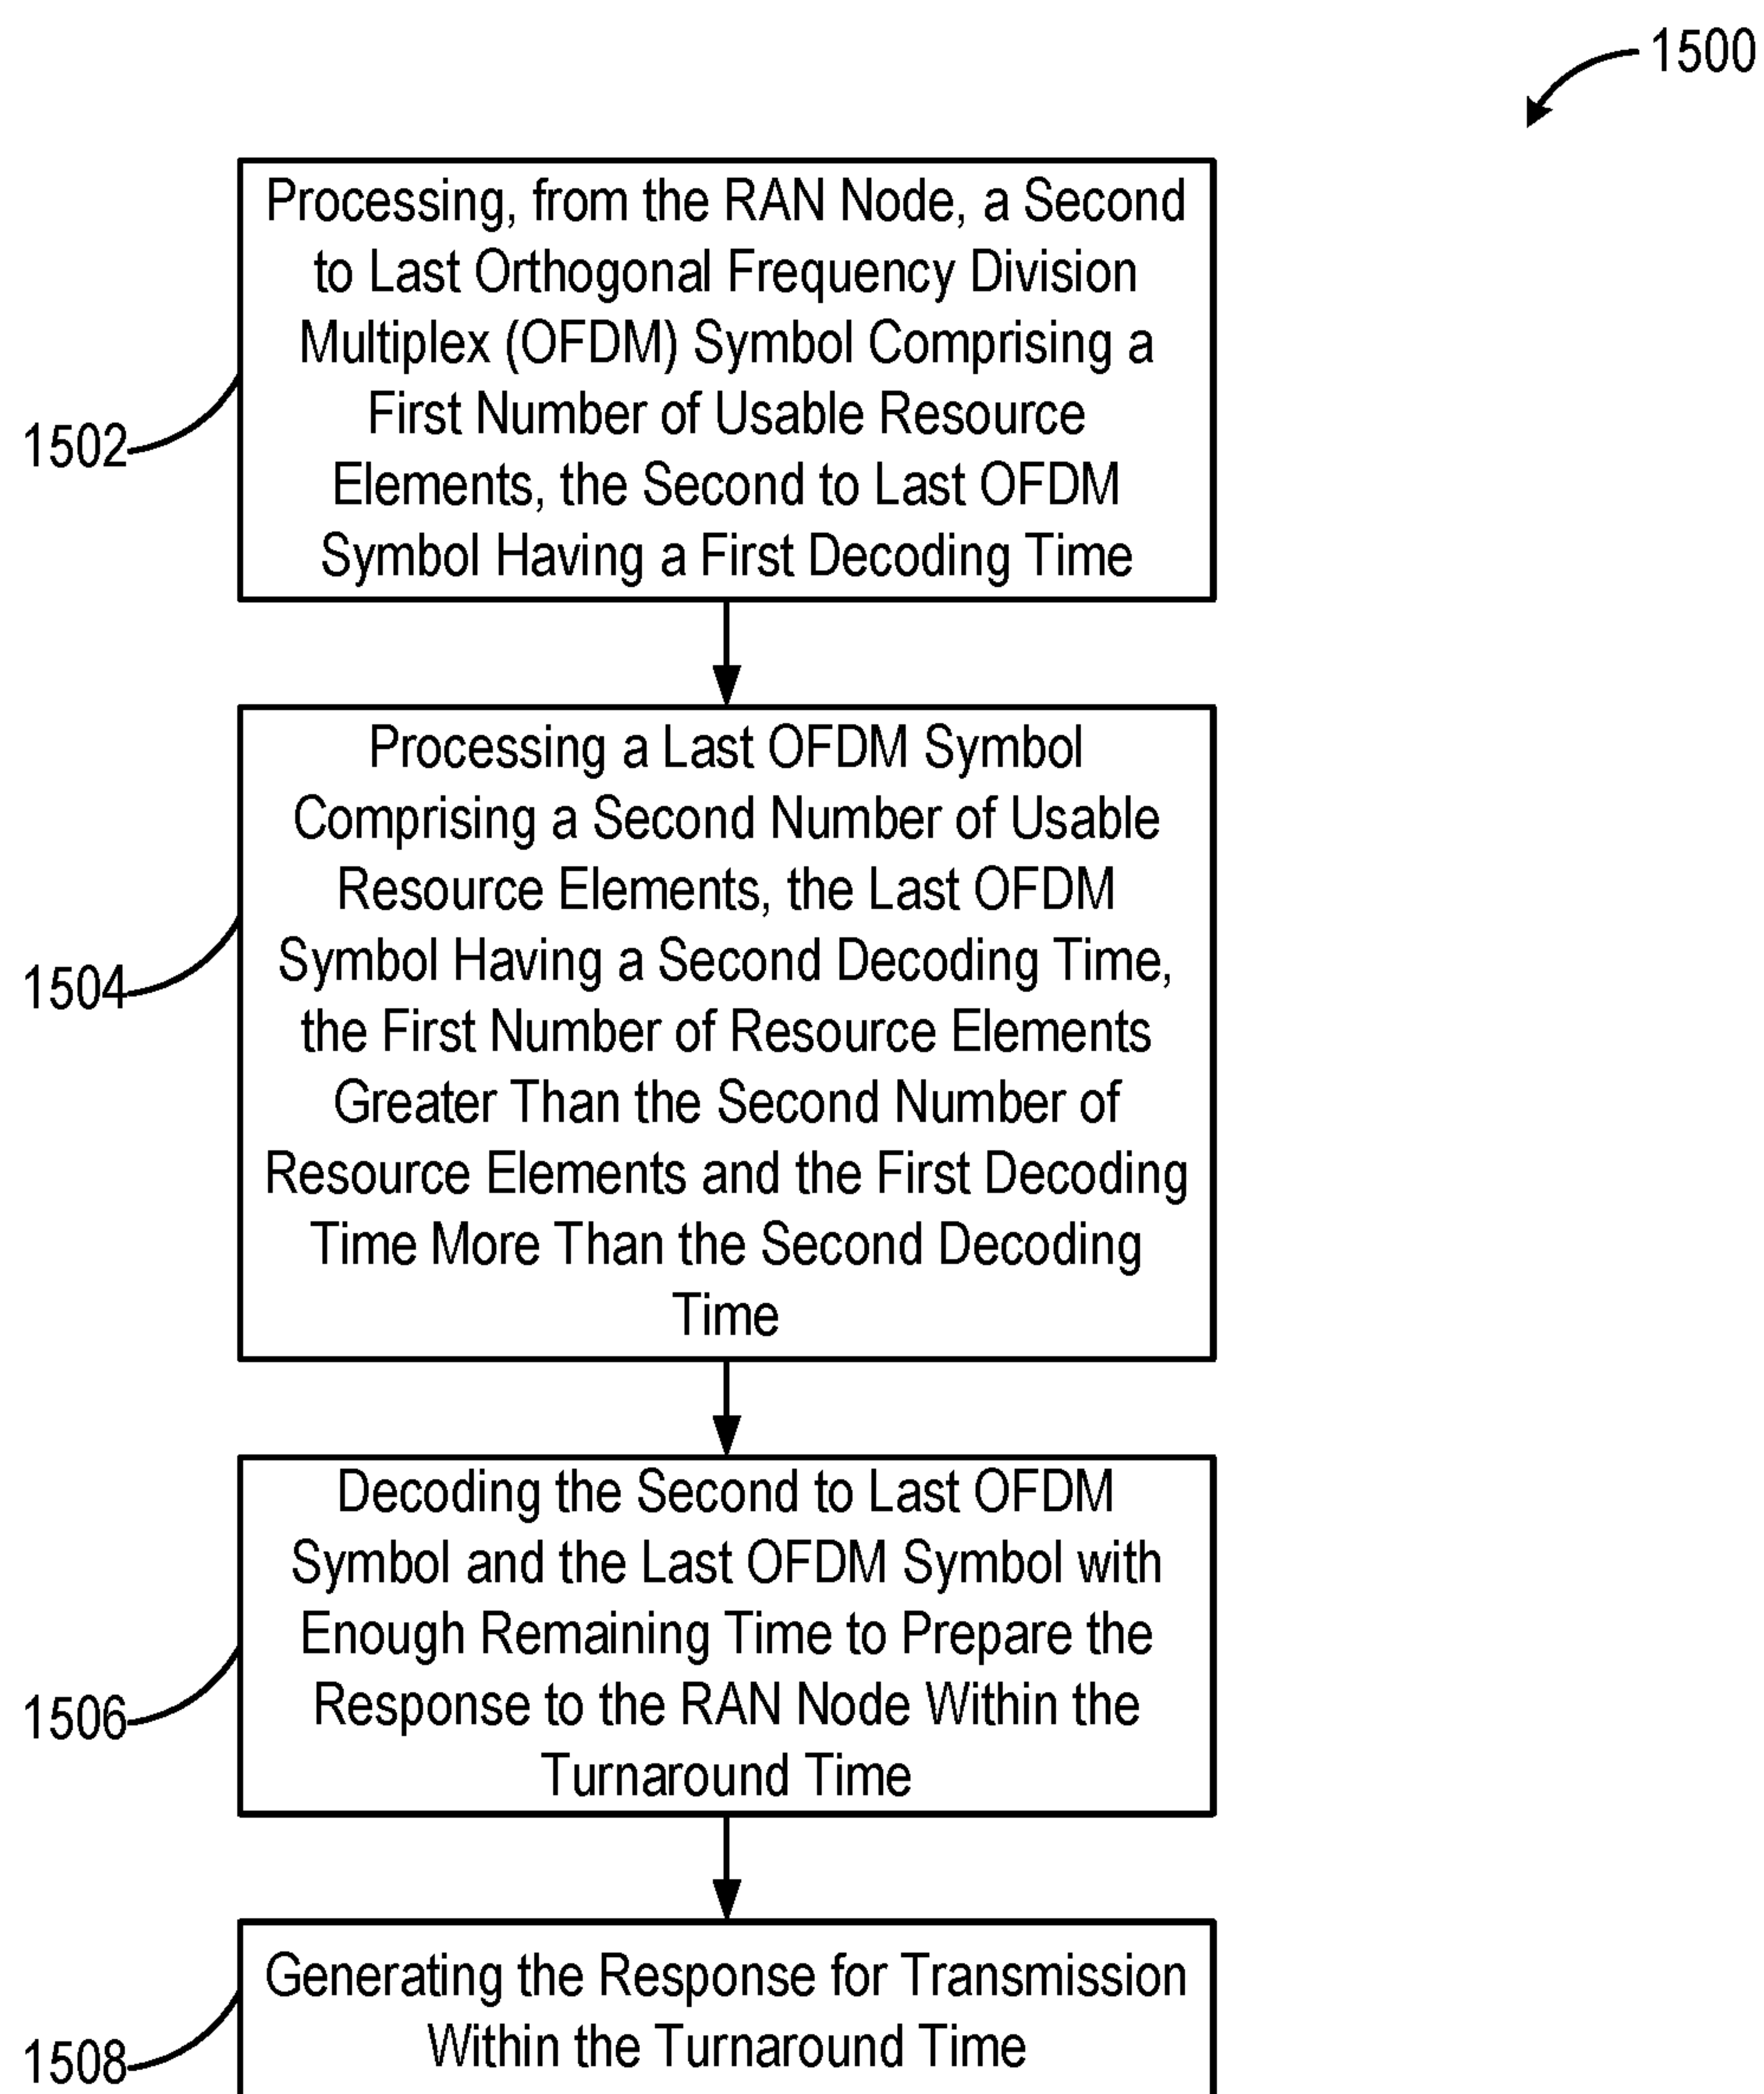 1500
Processing, from the RAN Node, a Second
to Last Orthogonal Frequency Division
Multiplex (OFDM) Symbol Comprising a
First Number of Usable Resource
Elements, the Second to Last OFDM
Symbol Having a First Decoding Time
1502
Processing a Last OFDM Symbol
Comprising a Second Number of Usable
Resource Elements, the Last OFDM
Symbol Having a Second Decoding Time,
the First Number of Resource Elements
Greater Than the Second Number of
Resource Elements and the First Decoding
Time More Than the Second Decoding
Time
1504
Decoding the Second to Last OFDM
Symbol and the Last OFDM Symbol with
Enough Remaining Time to Prepare the
Response to the RAN Node Within the
Turnaround Time
1506
Generating the Response for Transmission
Within the Turnaround Time
1508